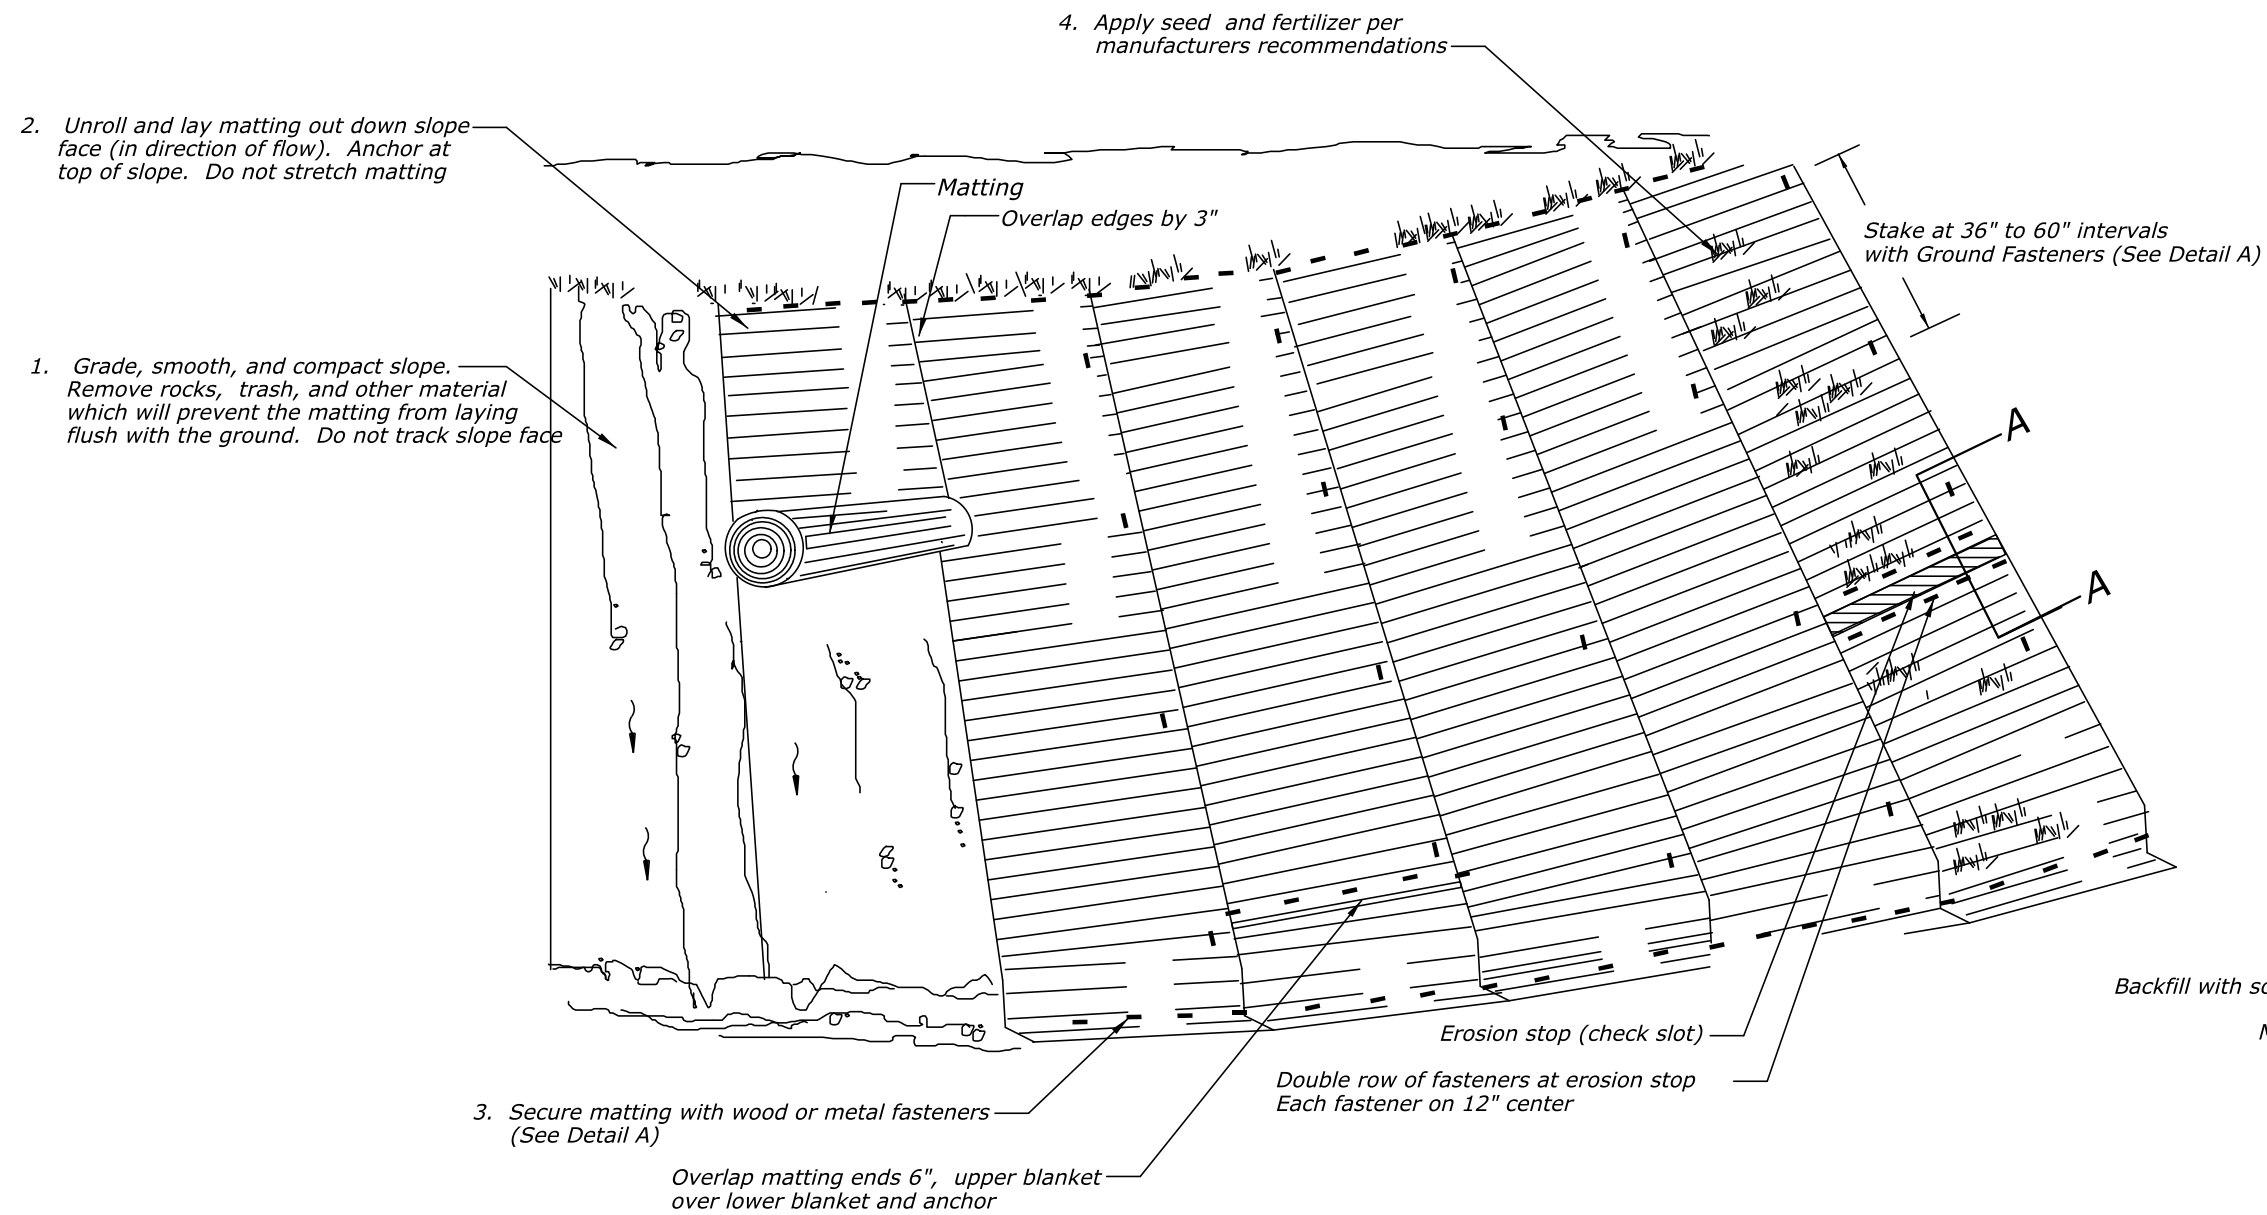 4.  Apply seed  and fertilizer per
manufacturers recommendations
2.   Unroll and lay matting out down slope
face (in direction of flow).  Anchor at
top of slope.  Do not stretch matting
Matting
Overlap edges by 3"
Stake at 36" to 60" intervals
with Ground Fasteners (See Detail A)
1.   Grade, smooth, and compact slope.
Remove rocks,  trash, and other material
which will prevent the matting from laying
flush with the ground.  Do not track slope face
A
A
Backfill with
Erosion stop (check slot)
Double row of fasteners at erosion stop
Each fastener on 12" center
3.  Secure matting with wood or metal fasteners
(See Detail A)
Overlap matting ends 6",  upper blanket
over lower blanket and anchor